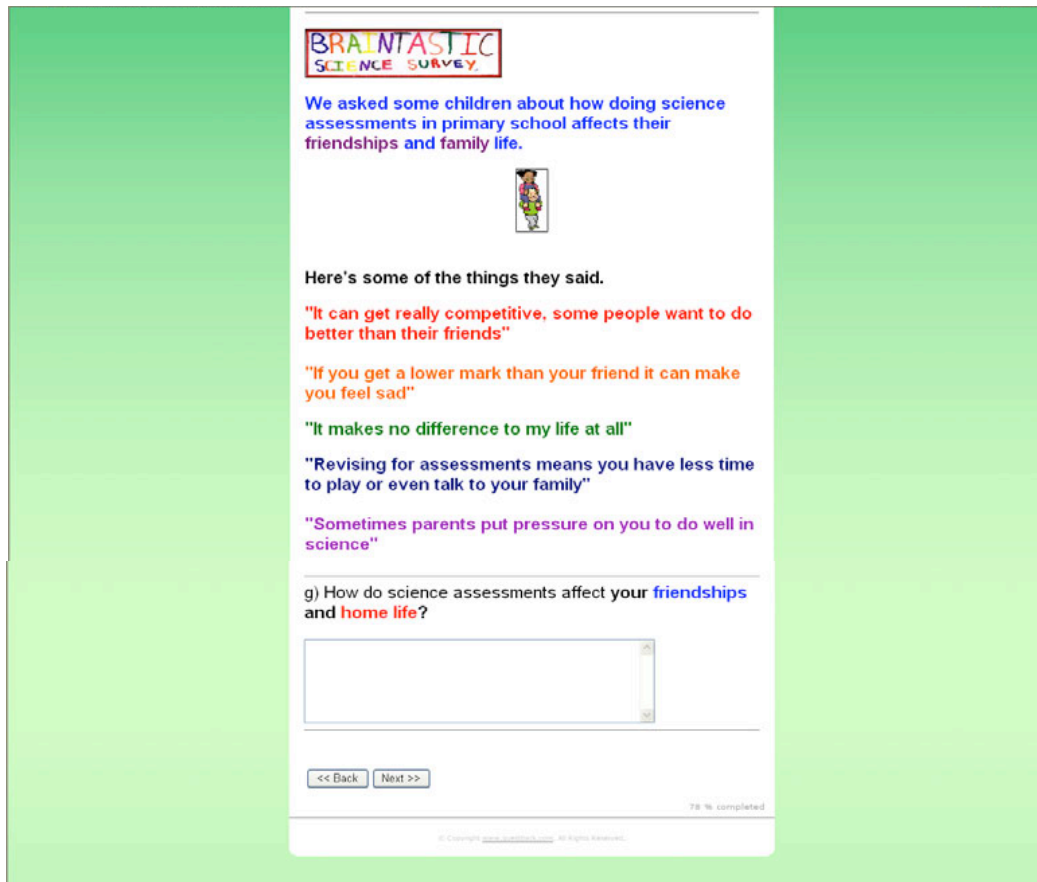 BRAINTASTIC
SCIENCE SURVEY.
We asked some children about how doing science
assessments in primary school affects their
friendships and family life.
Here's some of the things they said.
"It can get really competitive, some people want to do
better than their friends"
"If you get a lower mark than your friend it can make
you feel sad"
"It makes no difference to my life at all"
"Revising for assessments means you have less time
to play or even talk to your family"
"Sometimes parents put pressure on you to do well in
science"
g) How do science assessments affect your friendships
and home life?
<< Back Next >>
78 % completed
© Copyright All Rights Reserved.